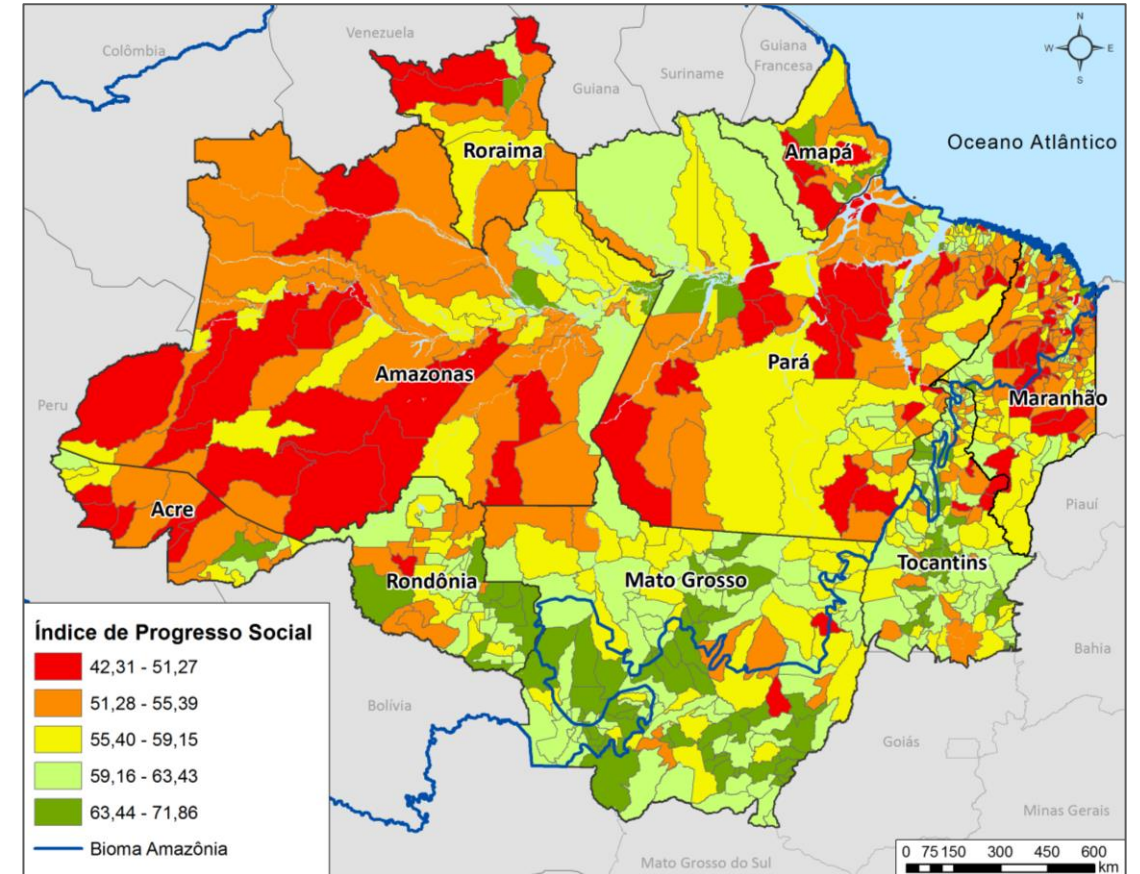 N
W
E
S
Colômbia
Venezuela
Guiana
Suriname
Guiana
Francesa
Oceano Atlântico
Roraima
Amapá
Amazonas
Pará
Maranhão
Peru
Acre
Piauí
Rondônia
Mato Grosso
Tocantins
Bolívia
Bahia
Goiás
Minas Gerais
Mato Grosso do Sul
Índice de Progresso Social
42,31 - 51,27
51,28 - 55,39
55,40 - 59,15
59,16 - 63,43
63,44 - 71,86
Bioma Amazônia
0 75 150 300 450 600
km